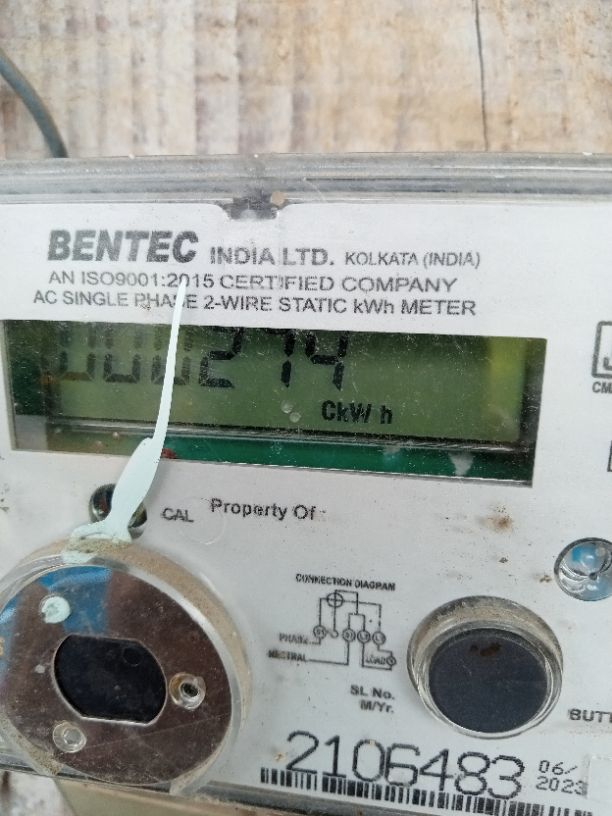 BENTEC INDIA LTD. KOLKATA (INDIA)
AN ISO9001:2015 CERTIFIED COMPANY
AC SINGLE PHASE 2-WIRE STATIC kWh METER
000274
CkWh
CAL
Property Of
CONNECTION DIAGRAM
PHASE
NEUTRAL
LOAD
SL No.
M/Yr.
2106483 06/
2023